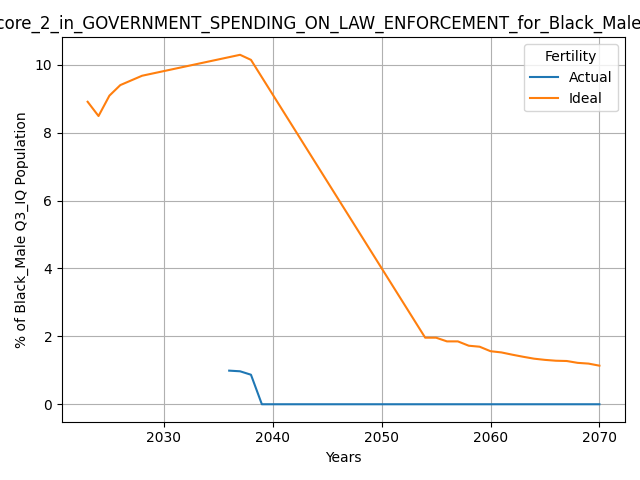 core_2_in_GOVERNMENT_SPENDING_ON_LAW_ENFORCEMENT_for_Black_Male
Fertility
Actual
Ideal
% of Black_Male Q3_IQ Population
10
8
6
4
2
0
2030 2040 2050 2060 2070
Years